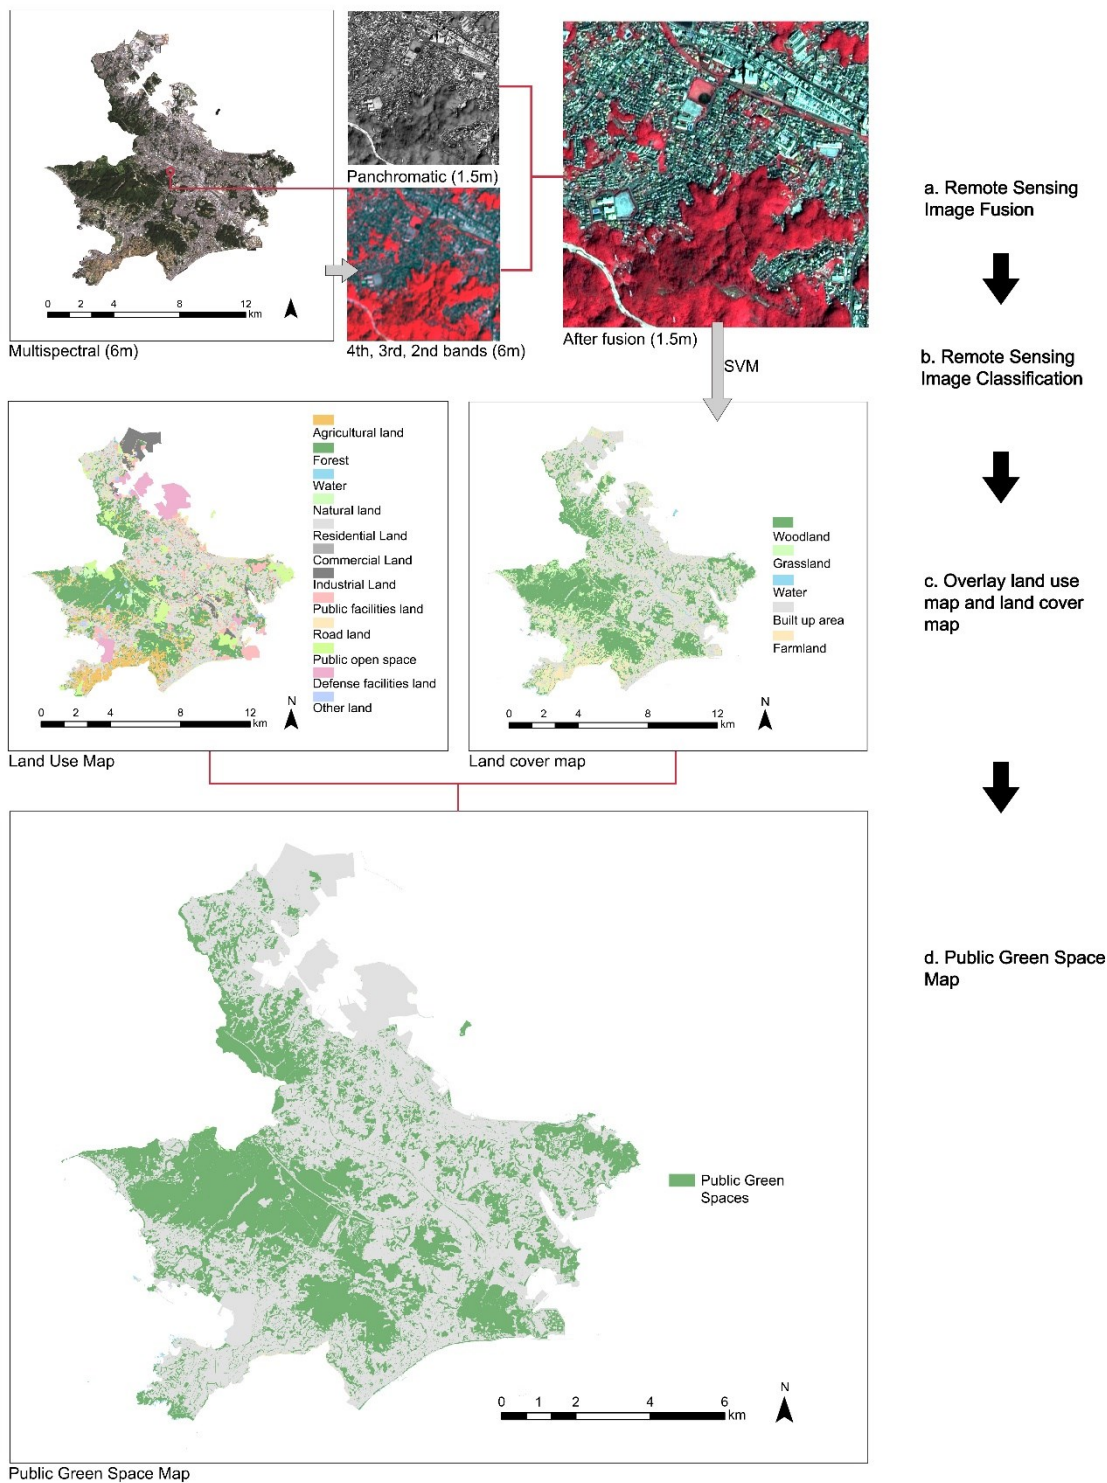 Panchromatic (1.5m)
0 2 4 8 12
km
Multispectral (6m)
4th, 3rd, 2nd bands (6m)
After fusion (1.5m)
SVM
a. Remote Sensing
Image Fusion
b. Remote Sensing
Image Classification
Agricultural land
Forest
Water
Natural land
Residential Land
Commercial Land
Industrial Land
Public facilities land
Road land
Public open space
Defense facilities land
Other land
N
0 2 4 8 12
km
Land Use Map
Woodland
Grassland
Water
Built up area
Farmland
N
0 2 4 8 12
km
Land cover map
c. Overlay land use
map and land cover
map
Public Green
Spaces
N
0 1 2 4 6
km
Public Green Space Map
d. Public Green Space
Map